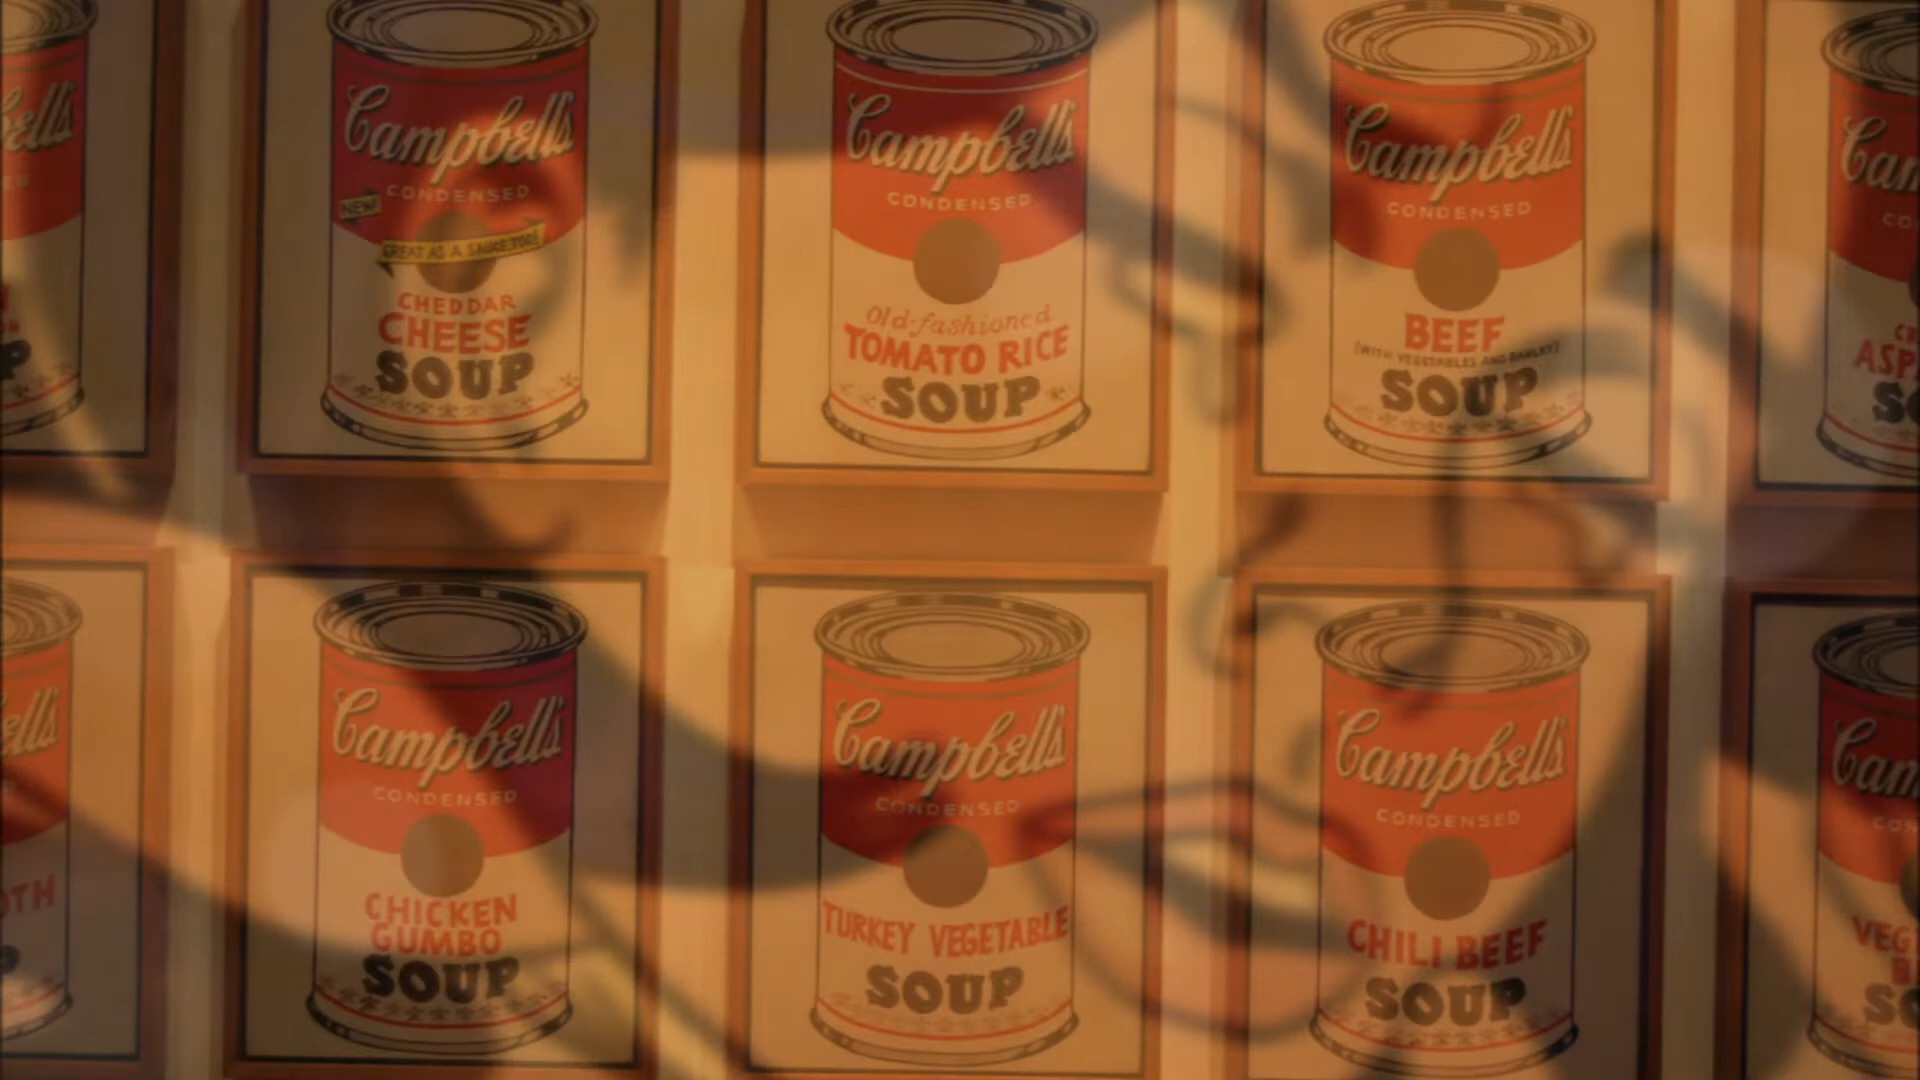 Campbell's
CONDENSED
NEW!
GREAT AS A SAUCE TOO!
CHEDDAR
CHEESE
SOUP
Campbell's
CONDENSED
Old-fashioned
TOMATO RICE
SOUP
Campbell's
CONDENSED
BEEF
(WITH VEGETABLES AND BARLEY)
SOUP
Campbell's
CONDENSED
CHICKEN
GUMBO
SOUP
Campbell's
CONDENSED
TURKEY VEGETABLE
SOUP
Campbell's
CONDENSED
CHILI BEEF
SOUP